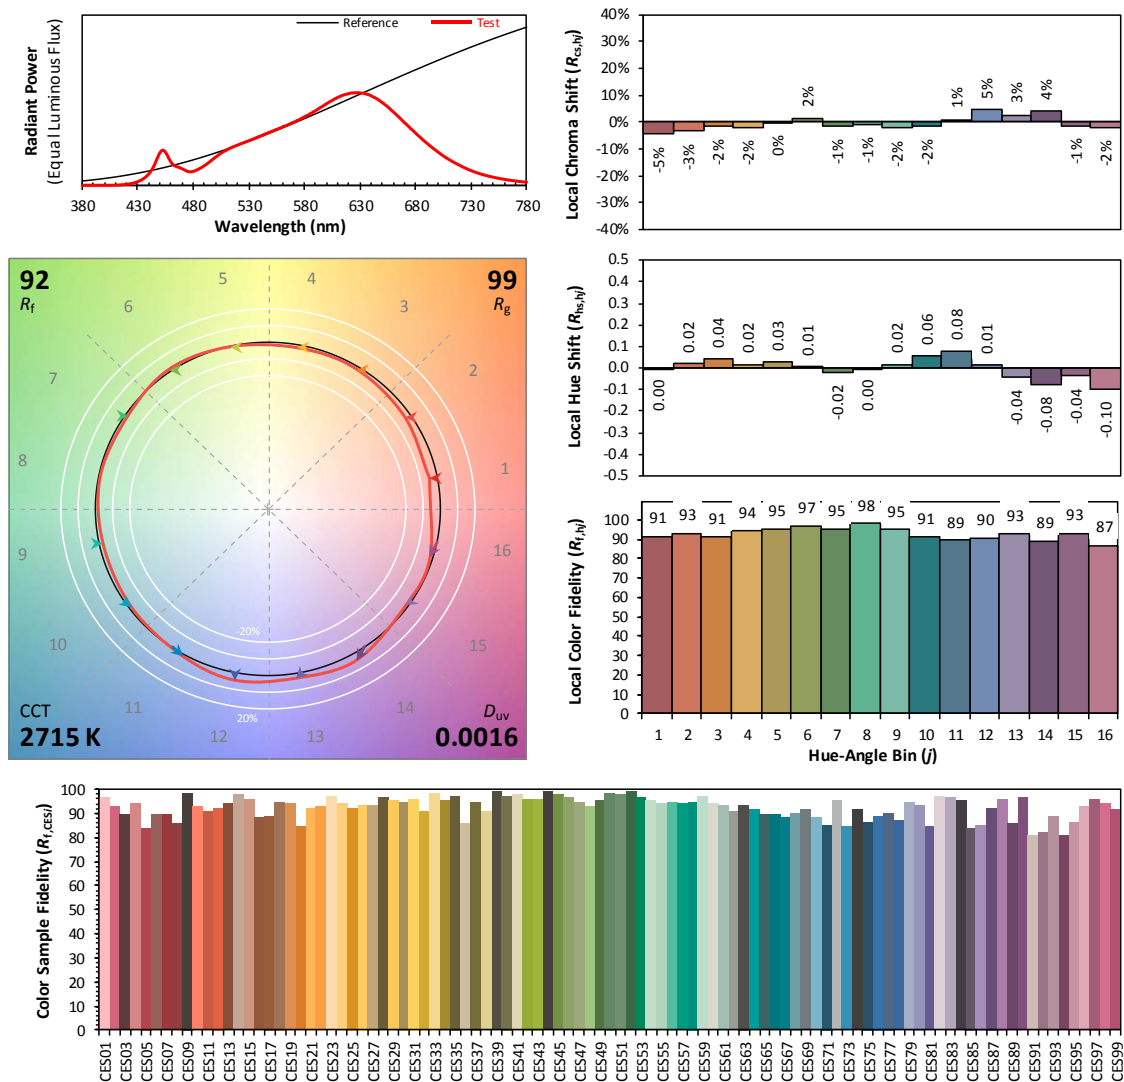 Reference
Test
Radiant Power
(Equal Luminous Flux)
380 430 480 530 580 630 680 730 780
Wavelength (nm)
Local Chroma Shift (Rcs,hj)
40%
30%
20%
10%
0%
-10%
-20%
-30%
-40%
-5% -3% -2% -2% 0% 2% -1% -1% -2% -2% 1% 5% 3% 4% -1% -2%
92
Rf
99
Rg
1 2 3 4 5 6 7 8 9 10 11 12 13 14 15 16
-20%
20%
CCT
2715 K
Duv
0.0016
Local Hue Shift (Rhs,hj)
0.5
0.4
0.3
0.2
0.1
0.0
-0.1
-0.2
-0.3
-0.4
-0.5
0.00 0.02 0.04 0.02 0.03 0.01 -0.02 0.00 0.02 0.06 0.08 0.01 -0.04 -0.08 -0.04 -0.10
Local Color Fidelity (Rf,hj)
100
90
80
70
60
50
40
30
20
10
0
91 93 91 94 95 97 95 98 95 91 89 90 93 89 93 87
1 2 3 4 5 6 7 8 9 10 11 12 13 14 15 16
Hue-Angle Bin (j)
Color Sample Fidelity (Rf,CESi)
100
90
80
70
60
50
40
30
20
10
0
CES01 CES03 CES05 CES07 CES09 CES11 CES13 CES15 CES17 CES19 CES21 CES23 CES25 CES27 CES29 CES31 CES33 CES35 CES37 CES39 CES41 CES43 CES45 CES47 CES49 CES51 CES53 CES55 CES57 CES59 CES61 CES63 CES65 CES67 CES69 CES71 CES73 CES75 CES77 CES79 CES81 CES83 CES85 CES87 CES89 CES91 CES93 CES95 CES97 CES99